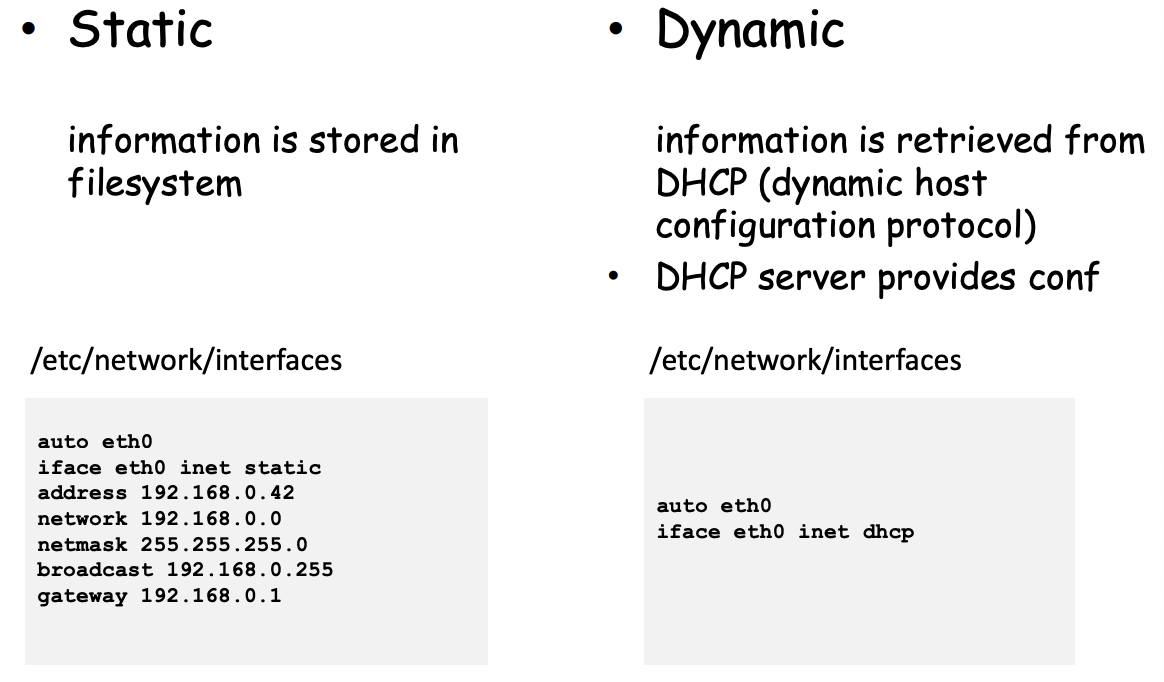 • Static
information is stored in
filesystem
/etc/network/interfaces
auto eth0
iface eth0 inet static
address 192.168.0.42
network 192.168.0.0
netmask 255.255.255.0
broadcast 192.168.0.255
gateway 192.168.0.1
• Dynamic
information is retrieved from
DHCP (dynamic host
configuration protocol)
• DHCP server provides conf
/etc/network/interfaces
auto eth0
iface eth0 inet dhcp